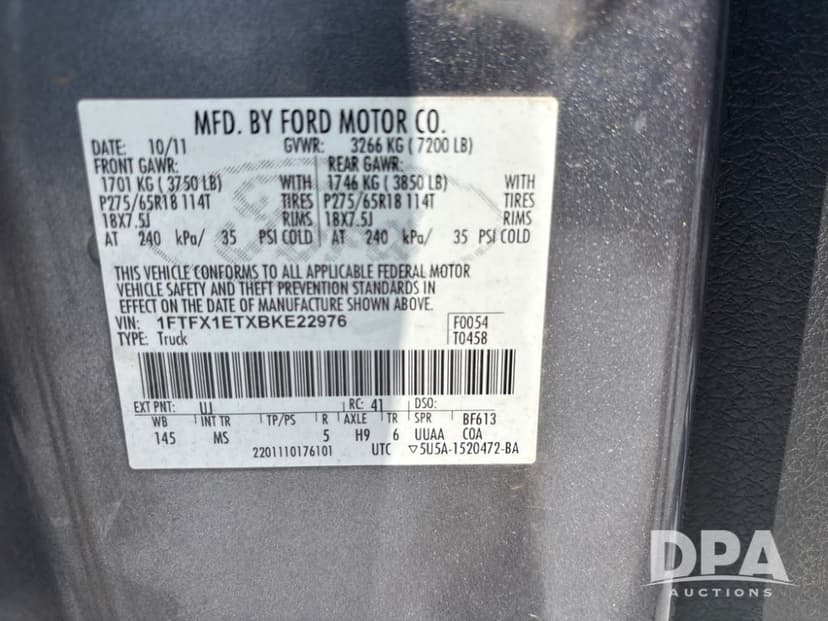 MFD. BY FORD MOTOR CO.
DATE: 10/11 GVWR: 3266 KG ( 7200 LB)
FRONT GAWR: REAR GAWR:
1701 KG ( 3750 LB) WITH 1746 KG ( 3850 LB) WITH
P275/65R18 114T TIRES P275/65R18 114T TIRES
18X7.5J RIMS 18X7.5J RIMS
AT 240 kPa/ 35 PSI COLD AT 240 kPa/ 35 PSI COLD
THIS VEHICLE CONFORMS TO ALL APPLICABLE FEDERAL MOTOR
VEHICLE SAFETY AND THEFT PREVENTION STANDARDS IN
EFFECT ON THE DATE OF MANUFACTURE SHOWN ABOVE.
VIN: 1FTFX1ETXBKE22976 F0054
TYPE: Truck T0458
EXT PNT: UJ RC: 41 DSO:
WB INT TR TP/PS R AXLE TR SPR BF613
145 MS 5 H9 6 UUAA COA
2201110176101 UTC ▽5U5A-1520472-BA
DPA
AUCTIONS